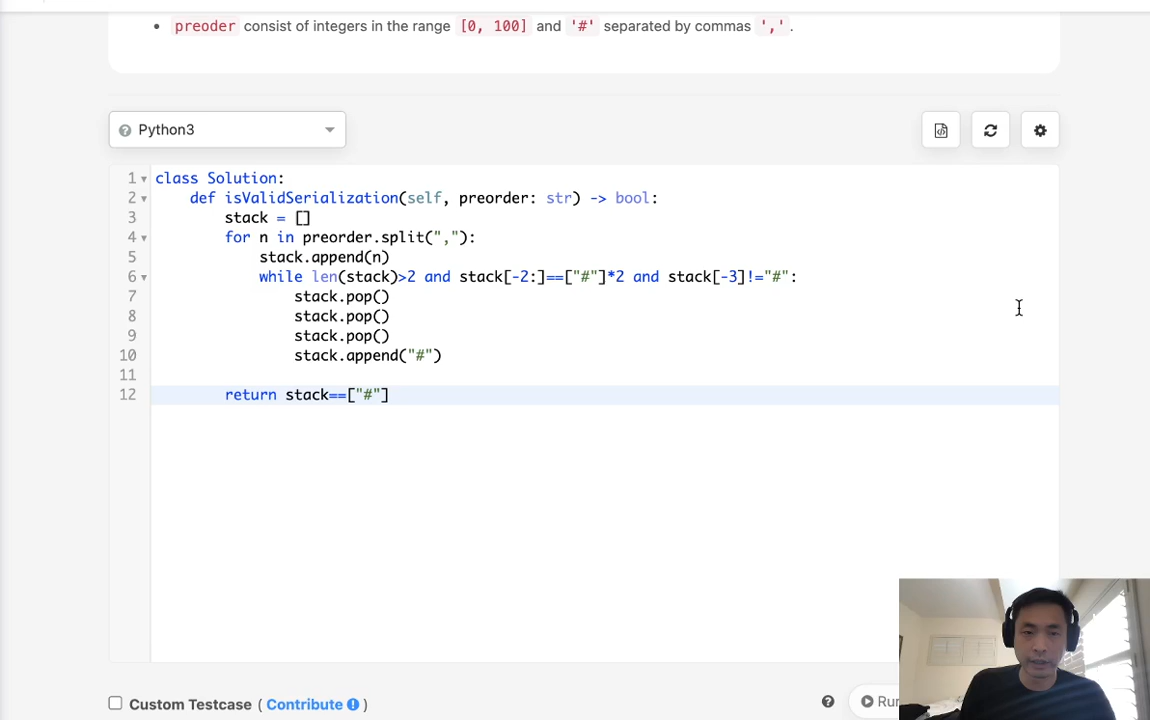 • preoder consist of integers in the range [0, 100] and '#' separated by commas ','.
Python3
1 class Solution:
2 def isValidSerialization(self, preorder: str) -> bool:
3 stack = []
4 for n in preorder.split(","):
5 stack.append(n)
6 while len(stack)>2 and stack[-2:]==["#"]*2 and stack[-3]!="#":
7 stack.pop()
8 stack.pop()
9 stack.pop()
10 stack.append("#")
11
12 return stack==["#"]
Custom Testcase ( Contribute )